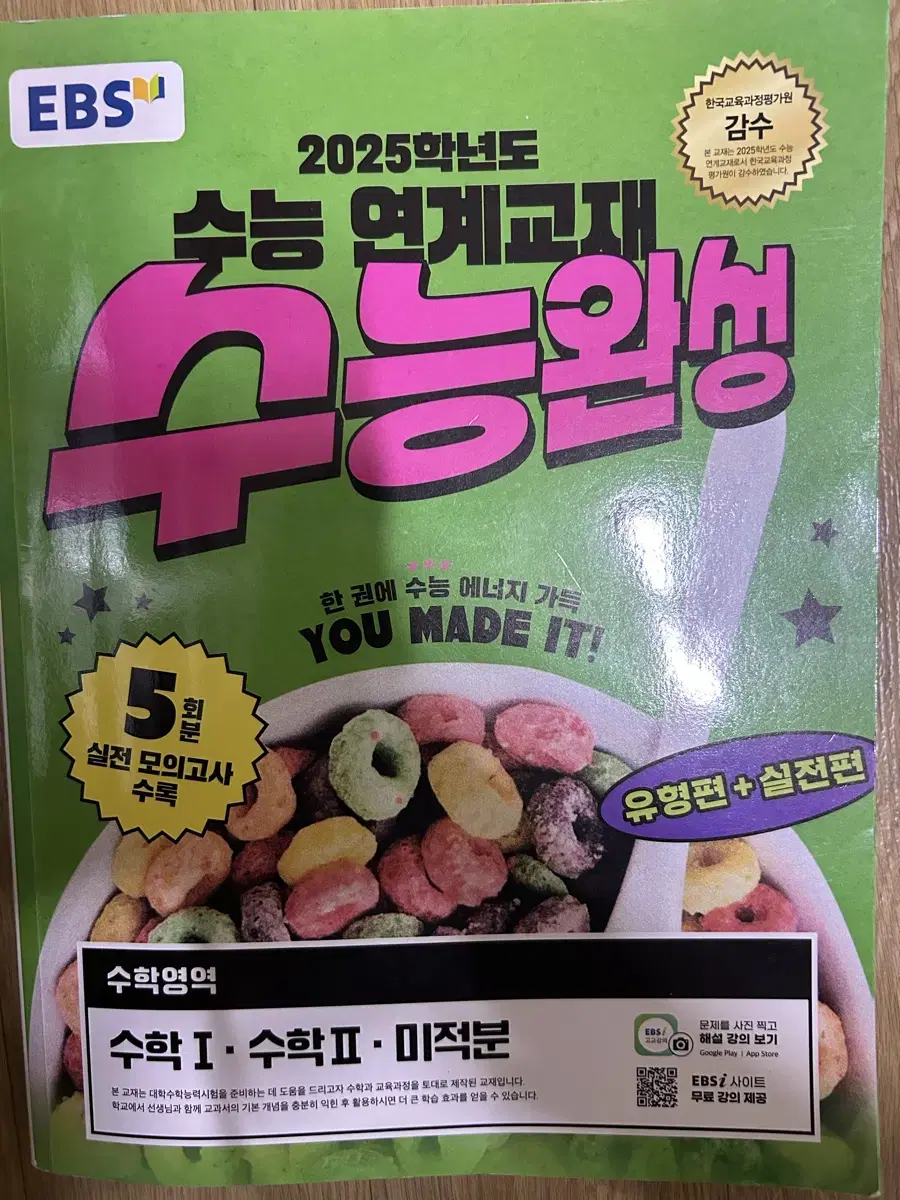 EBS
한국교육과정평가원
감수
본 교재는 2025학년도 수능
연계교재로서 한국교육과정
평가원이 감수하였습니다.
2025학년도
수능 연계교재
수능완성
한 권에 수능 에너지 가득
YOU MADE IT!
5회분
실전 모의고사
수록
유형편 + 실전편
수학영역
수학Ⅰ · 수학Ⅱ · 미적분
본 교재는 대학수학능력시험을 준비하는 데 도움을 드리고자 수학과 교육과정을 토대로 제작된 교재입니다.
학교에서 선생님과 함께 교과서의 기본 개념을 충분히 익힌 후 활용하시면 더 큰 학습 효과를 얻을 수 있습니다.
EBSi
고교강의
문제를 사진 찍고
해설 강의 보기
Google Play | App Store
EBSi 사이트
무료 강의 제공